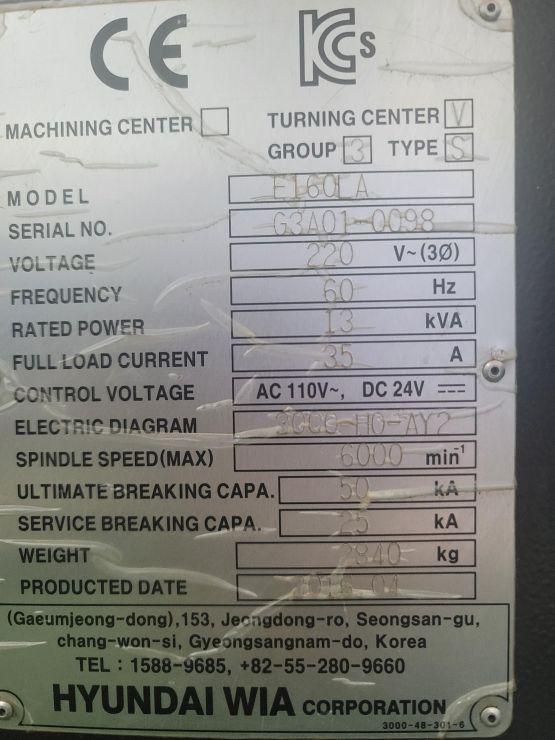 CE KCs
MACHINING CENTER TURNING CENTER V
GROUP 3 TYPE S
MODEL E160LA
SERIAL NO. G3A01-0098
VOLTAGE 220 V~(3Ø)
FREQUENCY 60 Hz
RATED POWER 13 kVA
FULL LOAD CURRENT 35 A
CONTROL VOLTAGE AC 110V~, DC 24V
ELECTRIC DIAGRAM
SPINDLE SPEED(MAX) 6000 min⁻¹
ULTIMATE BREAKING CAPA. 50 kA
SERVICE BREAKING CAPA. 25 kA
WEIGHT 2840 kg
PRODUCTED DATE 2016-04
(Gaeumjeong-dong),153, Jeongdong-ro, Seongsan-gu,
chang-won-si, Gyeongsangnam-do, Korea
TEL : 1588-9685, +82-55-280-9660
HYUNDAI WIA CORPORATION
3000-48-301-6